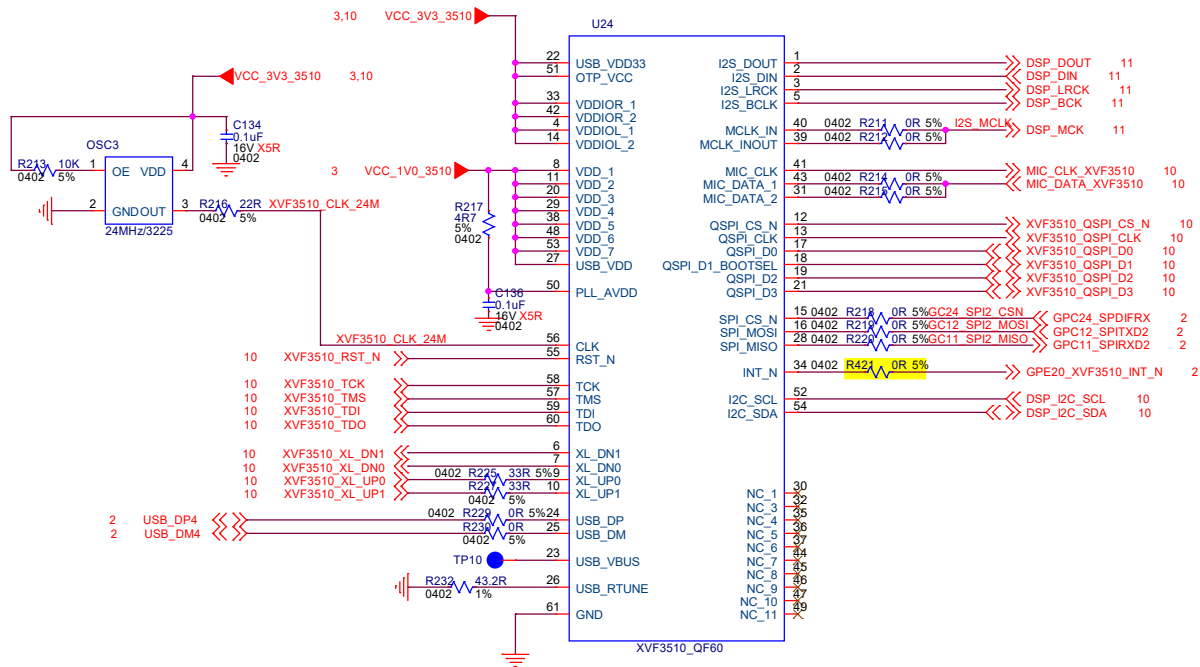 3,10 VCC_3V3_3510
U24
VCC_3V3_3510 3,10
C134
0.1uF
16V X5R
0402
OSC3
R213 10K
0402 5%
1 OE VDD 4
2 GND OUT 3
24MHz/3225
R216 22R
0402 5%
XVF3510_CLK_24M
3 VCC_1V0_3510
R217
4R7
5%
0402
C136
0.1uF
16V X5R
0402
XVF3510_CLK_24M
10 XVF3510_RST_N
10 XVF3510_TCK
10 XVF3510_TMS
10 XVF3510_TDI
10 XVF3510_TDO
10 XVF3510_XL_DN1
10 XVF3510_XL_DN0
10 XVF3510_XL_UP0
10 XVF3510_XL_UP1
0402 R225 33R 5%
R227 33R
0402 5%
2 USB_DP4
2 USB_DM4
0402 R229 0R 5%
R230 0R
0402 5%
TP10
R232 43.2R
0402 1%
22 USB_VDD33
51 OTP_VCC
33 VDDIOR_1
42 VDDIOR_2
4 VDDIOL_1
14 VDDIOL_2
8 VDD_1
11 VDD_2
20 VDD_3
29 VDD_4
38 VDD_5
48 VDD_6
53 VDD_7
27 USB_VDD
50 PLL_AVDD
56 CLK
55 RST_N
58 TCK
57 TMS
59 TDI
60 TDO
6 XL_DN1
7 XL_DN0
9 XL_UP0
10 XL_UP1
24 USB_DP
25 USB_DM
23 USB_VBUS
26 USB_RTUNE
61 GND
I2S_DOUT 1 DSP_DOUT 11
I2S_DIN 2 DSP_DIN 11
I2S_LRCK 3 DSP_LRCK 11
I2S_BCLK 5 DSP_BCK 11
MCLK_IN 40 0402 R211 0R 5% I2S_MCLK DSP_MCK 11
MCLK_INOUT 39 0402 R212 0R 5%
MIC_CLK 41 MIC_CLK_XVF3510 10
MIC_DATA_1 43 0402 R214 0R 5% MIC_DATA_XVF3510 10
MIC_DATA_2 31 0402 R215 0R 5%
QSPI_CS_N 12 XVF3510_QSPI_CS_N 10
QSPI_CLK 13 XVF3510_QSPI_CLK 10
QSPI_D0 17 XVF3510_QSPI_D0 10
QSPI_D1_BOOTSEL 18 XVF3510_QSPI_D1 10
QSPI_D2 19 XVF3510_QSPI_D2 10
QSPI_D3 21 XVF3510_QSPI_D3 10
SPI_CS_N 15 0402 R218 0R 5% GC24_SPI2_CSN GPC24_SPDIFRX 2
SPI_MOSI 16 0402 R219 0R 5% GC12_SPI2_MOSI GPC12_SPITXD2 2
SPI_MISO 28 0402 R220 0R 5% GC11_SPI2_MISO GPC11_SPIRXD2 2
INT_N 34 0402 R421 0R 5% GPE20_XVF3510_INT_N 2
I2C_SCL 52 DSP_I2C_SCL 10
I2C_SDA 54 DSP_I2C_SDA 10
NC_1 30
NC_3 32
NC_4 35
NC_5 36
NC_6 37
NC_7 44
NC_8 45
NC_9 46
NC_10 47
NC_11 49
XVF3510_QF60